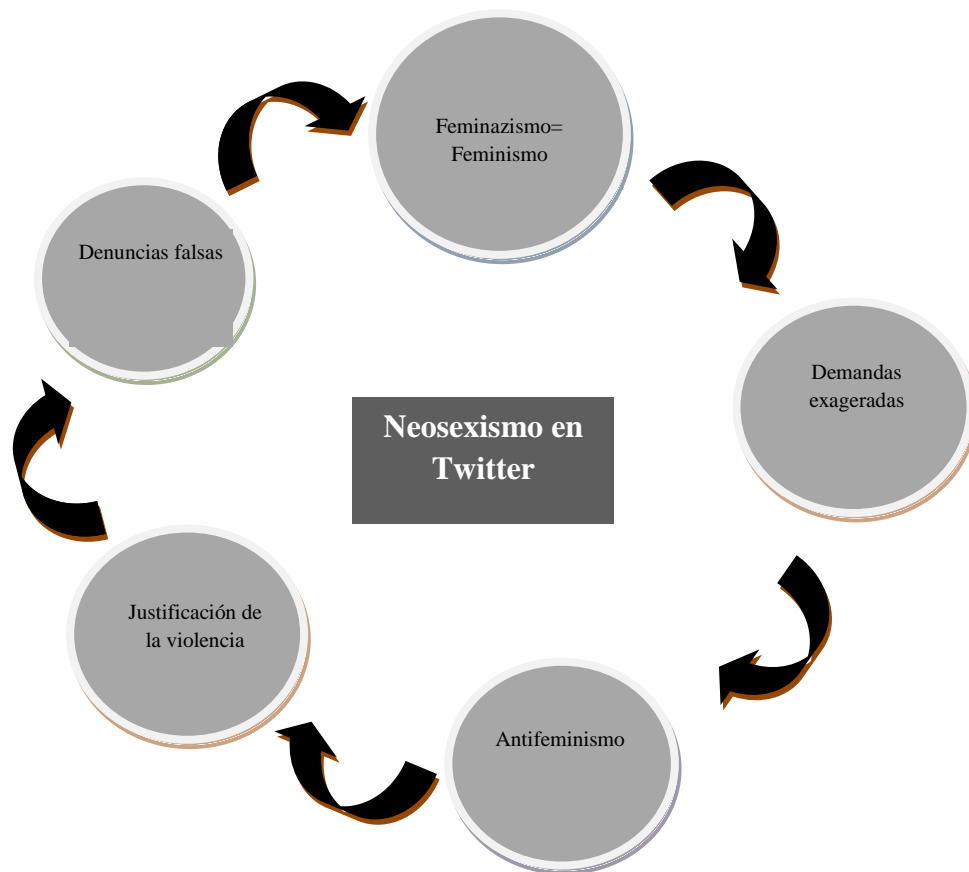 Feminazismo=
Feminismo
Denuncias falsas
Demandas
exageradas
Neosexismo en
Twitter
Justificación de
la violencia
Antifeminismo